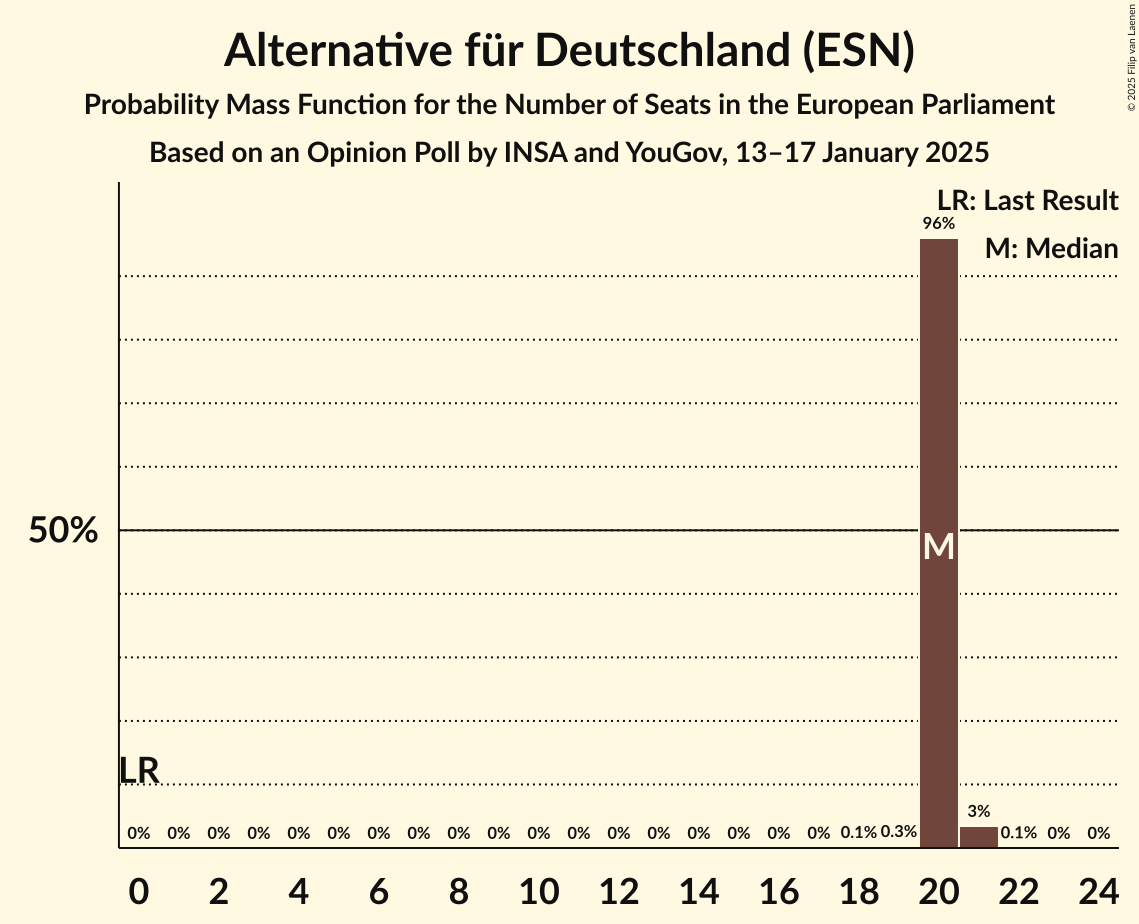 Alternative für Deutschland (ESN)
Probability Mass Function for the Number of Seats in the European Parliament
Based on an Opinion Poll by INSA and YouGov, 13–17 January 2025
© 2025 Filip van Laenen
LR: Last Result
96%
M: Median
50%
M
LR
3%
0% 0% 0% 0% 0% 0% 0% 0% 0% 0% 0% 0% 0% 0% 0% 0% 0% 0% 0.1% 0.3% 0.1% 0% 0%
0 2 4 6 8 10 12 14 16 18 20 22 24